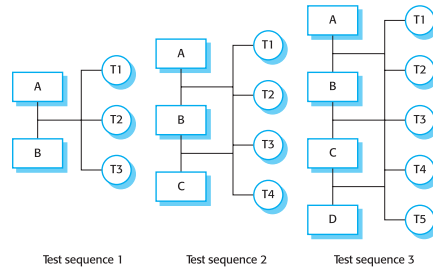 A
B
T1
T2
T3
Test sequence 1
A
B
C
T1
T2
T3
T4
Test sequence 2
A
B
C
D
T1
T2
T3
T4
T5
Test sequence 3